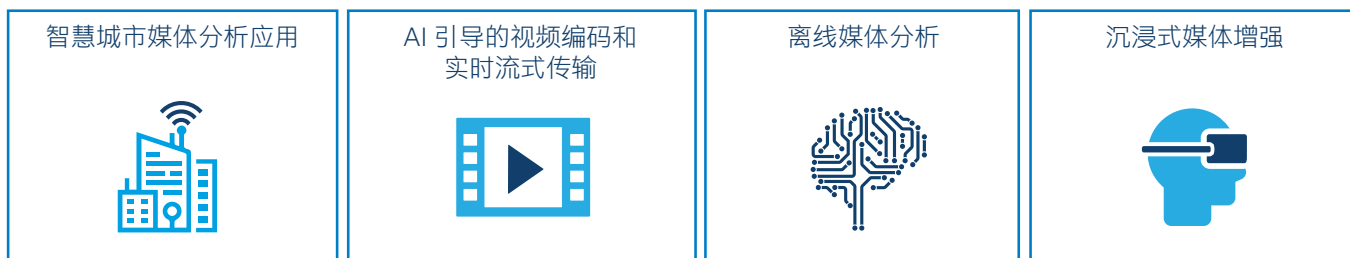 智慧城市媒体分析应用
AI 引导的视频编码和
实时流式传输
离线媒体分析
沉浸式媒体增强